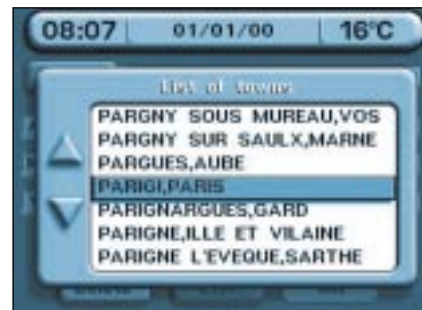 08:07 01/01/00 16°C
List of towns
PARGNY SOUS MUREAU,VOS
PARGNY SUR SAULX,MARNE
PARGUES,AUBE
PARIGI,PARIS
PARIGNARGUES,GARD
PARIGNE,ILLE ET VILAINE
PARIGNE L'EVEQUE,SARTHE